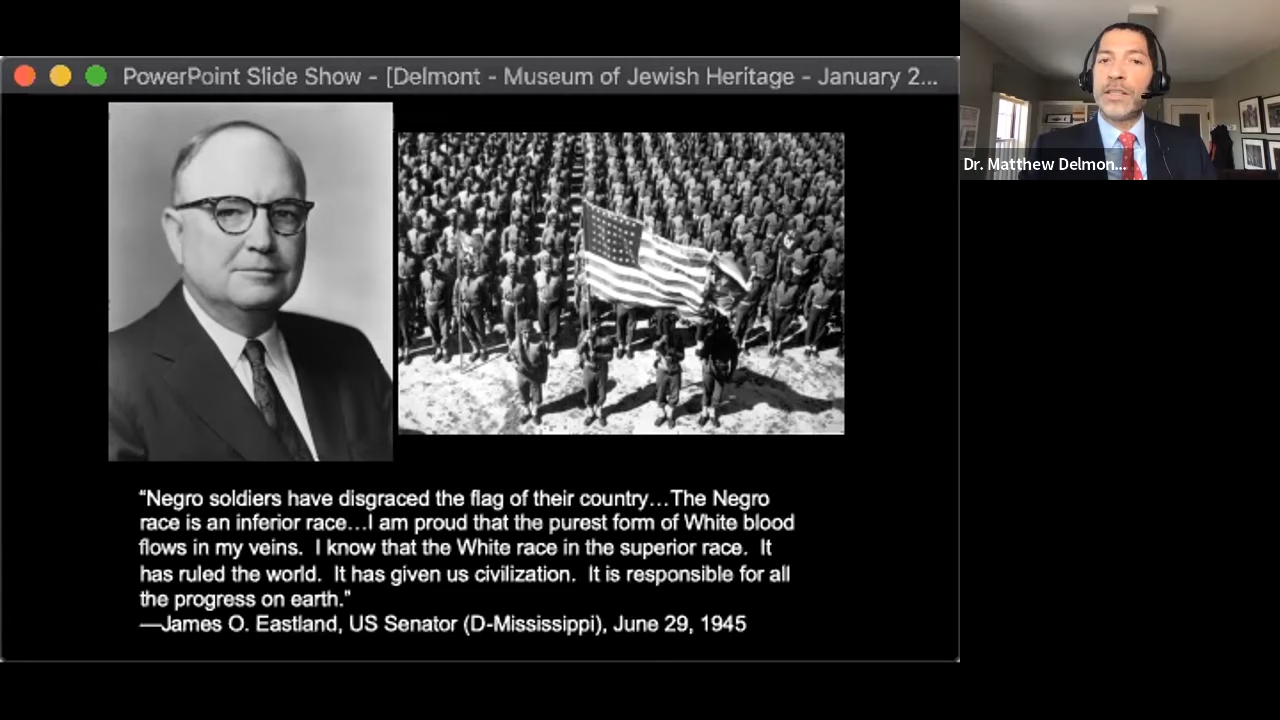 PowerPoint Slide Show - [Delmont - Museum of Jewish Heritage - January 2...
Dr. Matthew Delmon...
“Negro soldiers have disgraced the flag of their country…The Negro
race is an inferior race…I am proud that the purest form of White blood
flows in my veins.  I know that the White race in the superior race.  It
has ruled the world.  It has given us civilization.  It is responsible for all
the progress on earth.”
—James O. Eastland, US Senator (D-Mississippi), June 29, 1945